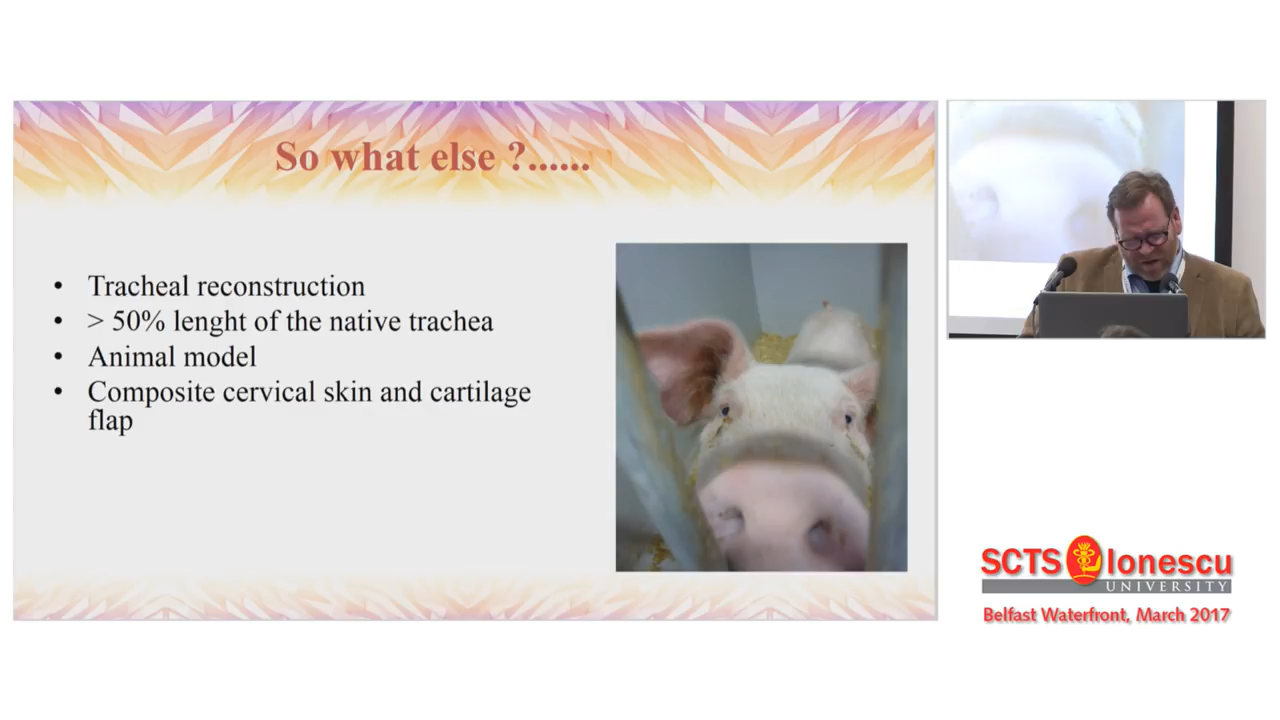 So what else ?......
• Tracheal reconstruction
• > 50% lenght of the native trachea
• Animal model
• Composite cervical skin and cartilage
flap
SCTS Ionescu
UNIVERSITY
Belfast Waterfront, March 2017